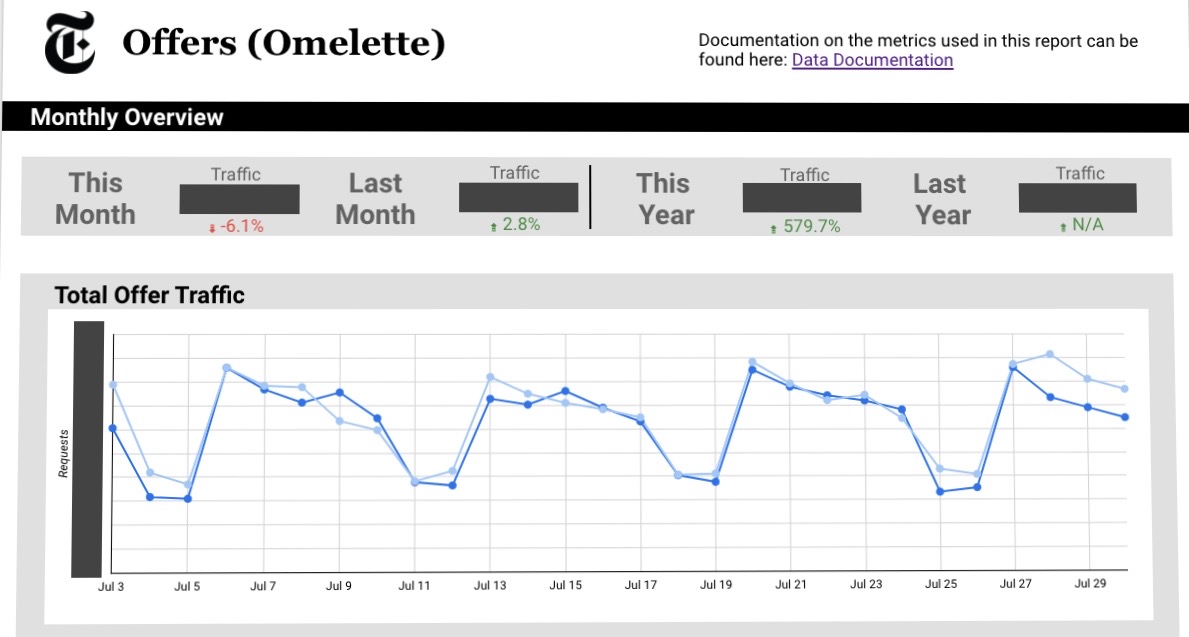 Offers (Omelette)
Documentation on the metrics used in this report can be
found here: Data Documentation
Monthly Overview
This
Month
Traffic
-6.1%
Last
Month
Traffic
2.8%
This
Year
Traffic
579.7%
Last
Year
Traffic
N/A
Total Offer Traffic
Requests
Jul 3
Jul 5
Jul 7
Jul 9
Jul 11
Jul 13
Jul 15
Jul 17
Jul 19
Jul 21
Jul 23
Jul 25
Jul 27
Jul 29